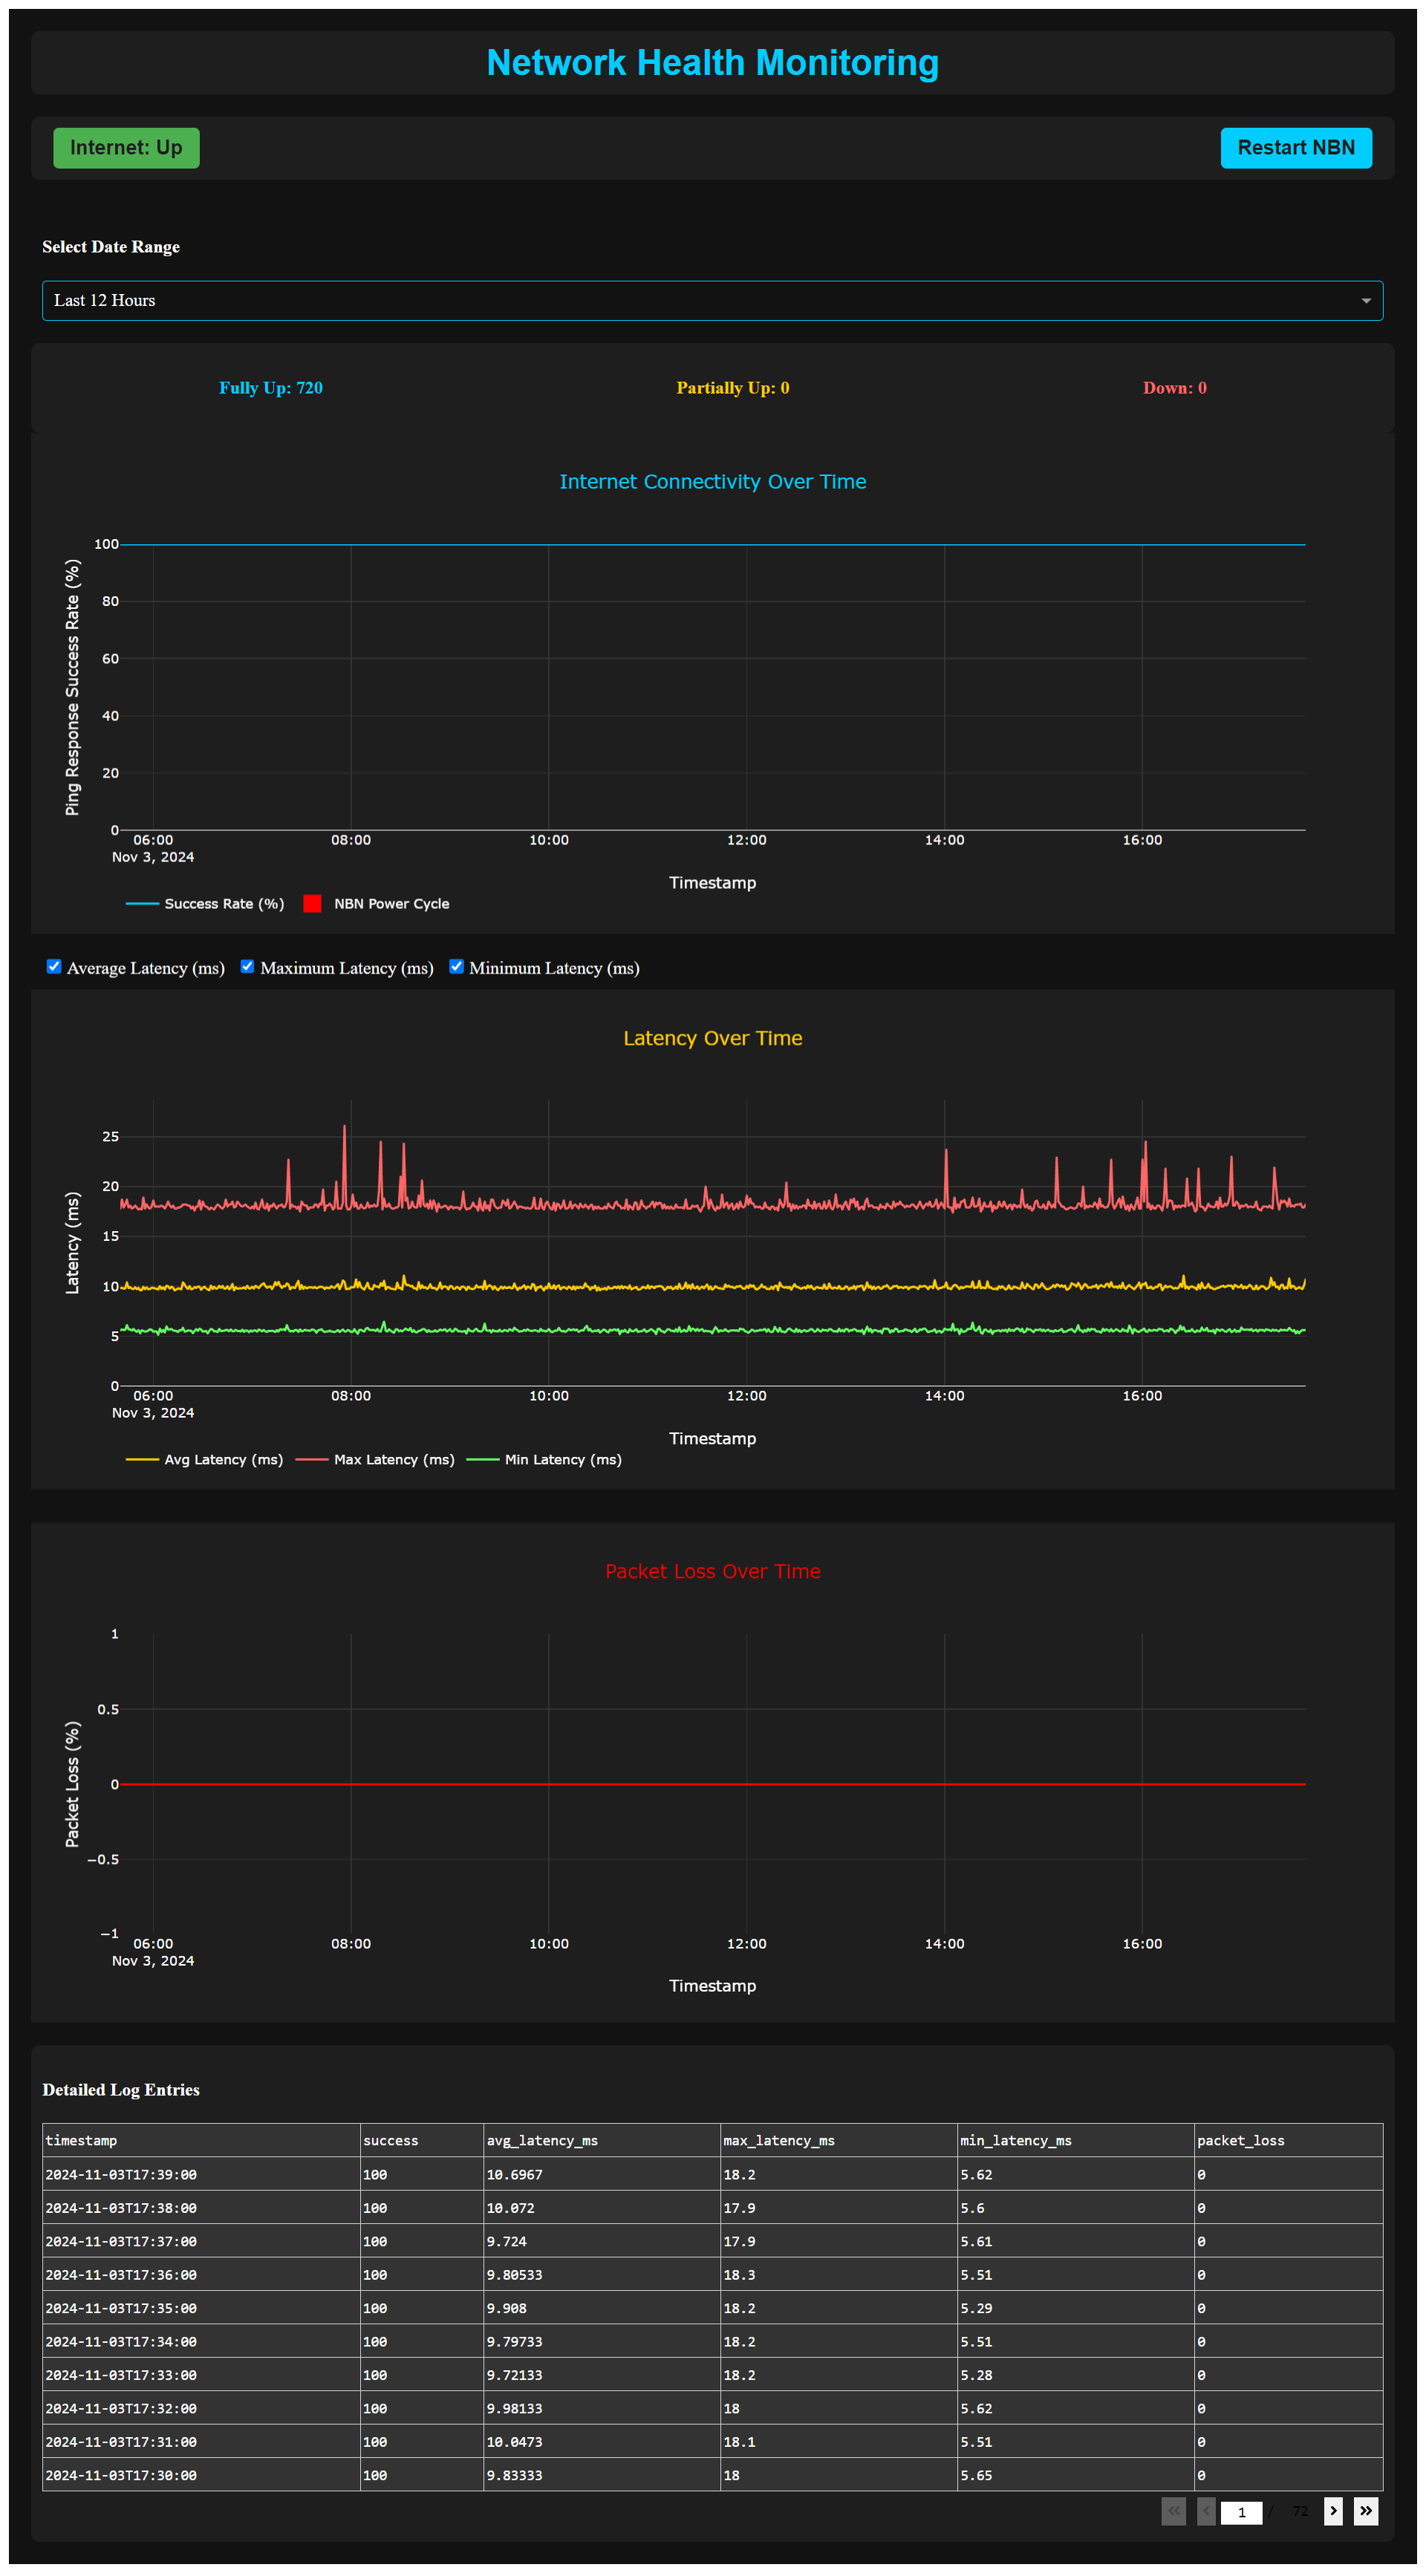 Network Health Monitoring
Internet: Up
Restart NBN
Select Date Range
Last 12 Hours
Fully Up: 720
Partially Up: 0
Down: 0
Internet Connectivity Over Time
Ping Response Success Rate (%)
100
80
60
40
20
0
06:00 08:00 10:00 12:00 14:00 16:00
Nov 3, 2024
Timestamp
Success Rate (%) NBN Power Cycle
Average Latency (ms) Maximum Latency (ms) Minimum Latency (ms)
Latency Over Time
Latency (ms)
25
20
15
10
5
0
06:00 08:00 10:00 12:00 14:00 16:00
Nov 3, 2024
Timestamp
Avg Latency (ms) Max Latency (ms) Min Latency (ms)
Packet Loss Over Time
Packet Loss (%)
1
0.5
0
−0.5
−1
06:00 08:00 10:00 12:00 14:00 16:00
Nov 3, 2024
Timestamp
Detailed Log Entries
timestamp success avg_latency_ms max_latency_ms min_latency_ms packet_loss
2024-11-03T17:39:00 100 10.6967 18.2 5.62 0
2024-11-03T17:38:00 100 10.072 17.9 5.6 0
2024-11-03T17:37:00 100 9.724 17.9 5.61 0
2024-11-03T17:36:00 100 9.80533 18.3 5.51 0
2024-11-03T17:35:00 100 9.908 18.2 5.29 0
2024-11-03T17:34:00 100 9.79733 18.2 5.51 0
2024-11-03T17:33:00 100 9.72133 18.2 5.28 0
2024-11-03T17:32:00 100 9.98133 18 5.62 0
2024-11-03T17:31:00 100 10.0473 18.1 5.51 0
2024-11-03T17:30:00 100 9.83333 18 5.65 0
1 / 72